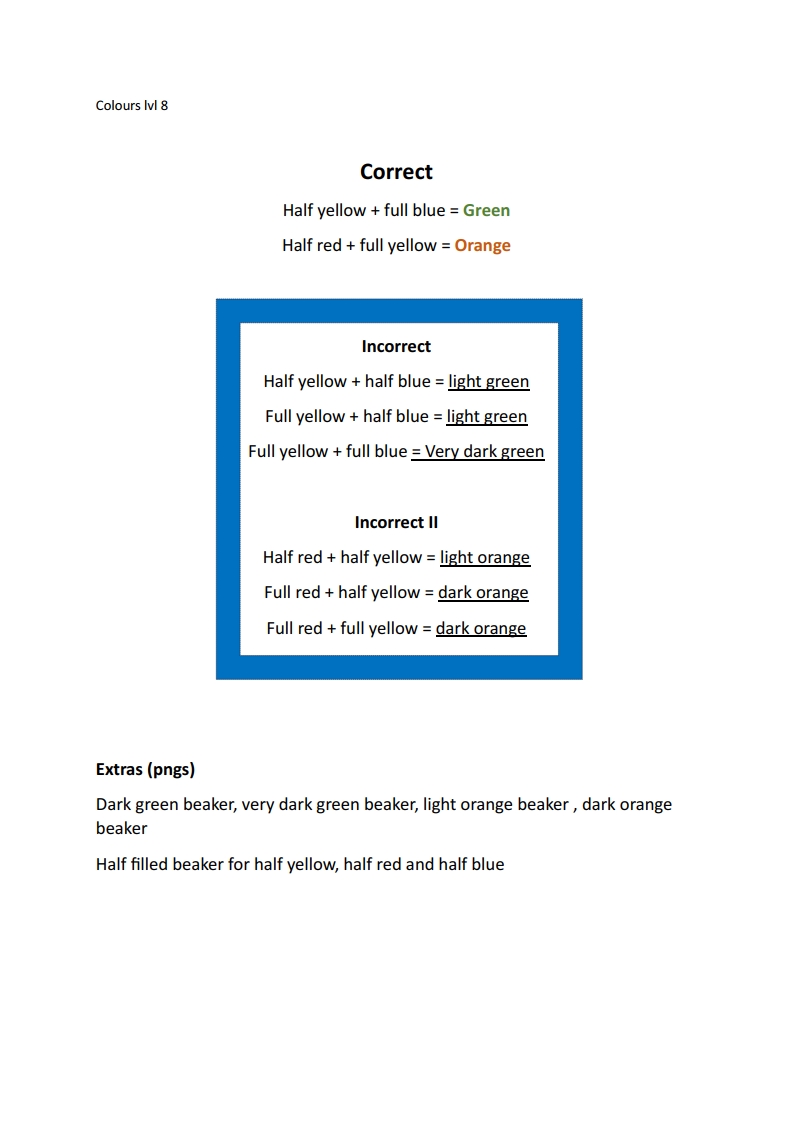 Colours lvl 8
Correct
Half yellow + full blue = Green
Half red + full yellow = Orange
Incorrect
Half yellow + half blue = light green
Full yellow + half blue = light green
Full yellow + full blue = Very dark green
Incorrect II
Half red + half yellow = light orange
Full red + half yellow = dark orange
Full red + full yellow = dark orange
Extras (pngs)
Dark green beaker, very dark green beaker, light orange beaker , dark orange
beaker
Half filled beaker for half yellow, half red and half blue